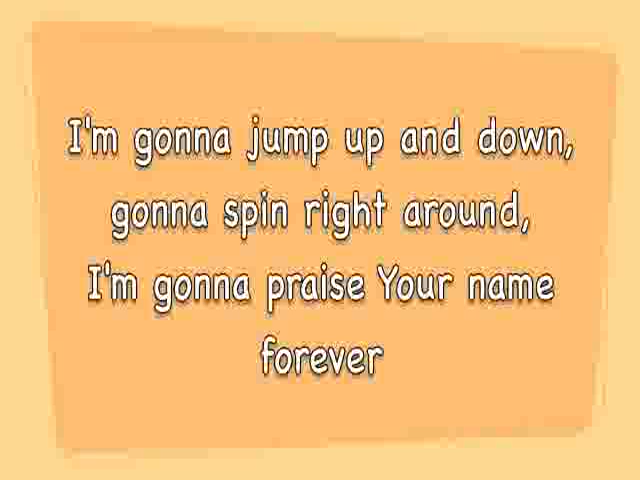 I'm gonna jump up and down,
gonna spin right around,
I'm gonna praise Your name
forever